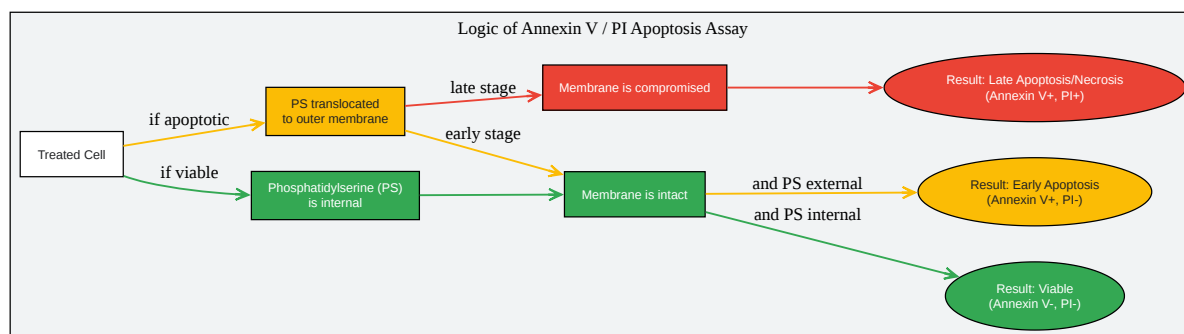 Logic of Annexin V / PI Apoptosis Assay
Treated Cell
if apoptotic
if viable
PS translocated
to outer membrane
Phosphatidylserine (PS)
is internal
late stage
early stage
Membrane is compromised
Membrane is intact
and PS external
and PS internal
Result: Late Apoptosis/Necrosis
(Annexin V+, PI+)
Result: Early Apoptosis
(Annexin V+, PI-)
Result: Viable
(Annexin V-, PI-)